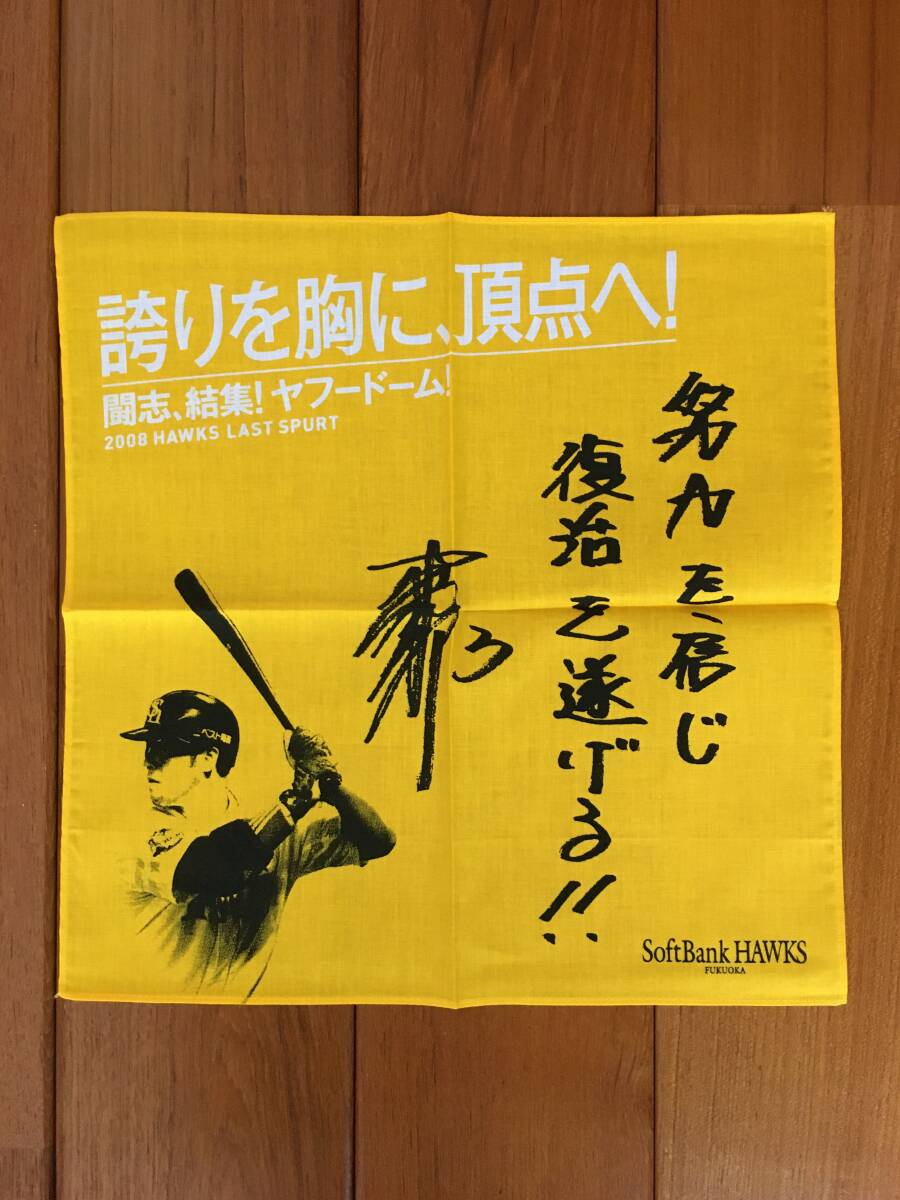 誇りを胸に、頂点へ!
闘志、結集! ヤフードーム!
2008 HAWKS LAST SPURT
努力を信じ
復活を遂げる!!
SoftBank HAWKS
FUKUOKA